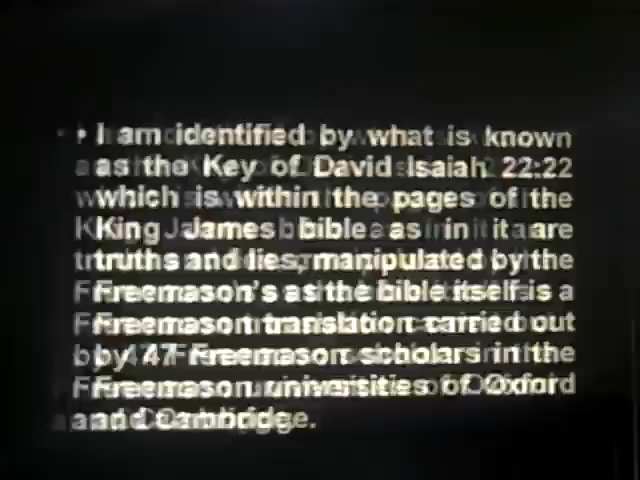 • I am identified by what is known
as the Key of David Isaiah 22:22
which is within the pages of the
King James bible as in it are
truths and lies, manipulated by the
Freemason's as the bible itself is a
Freemason translation carried out
by 47 Freemason scholars in the
Freemason universities of Oxford
and Cambridge.